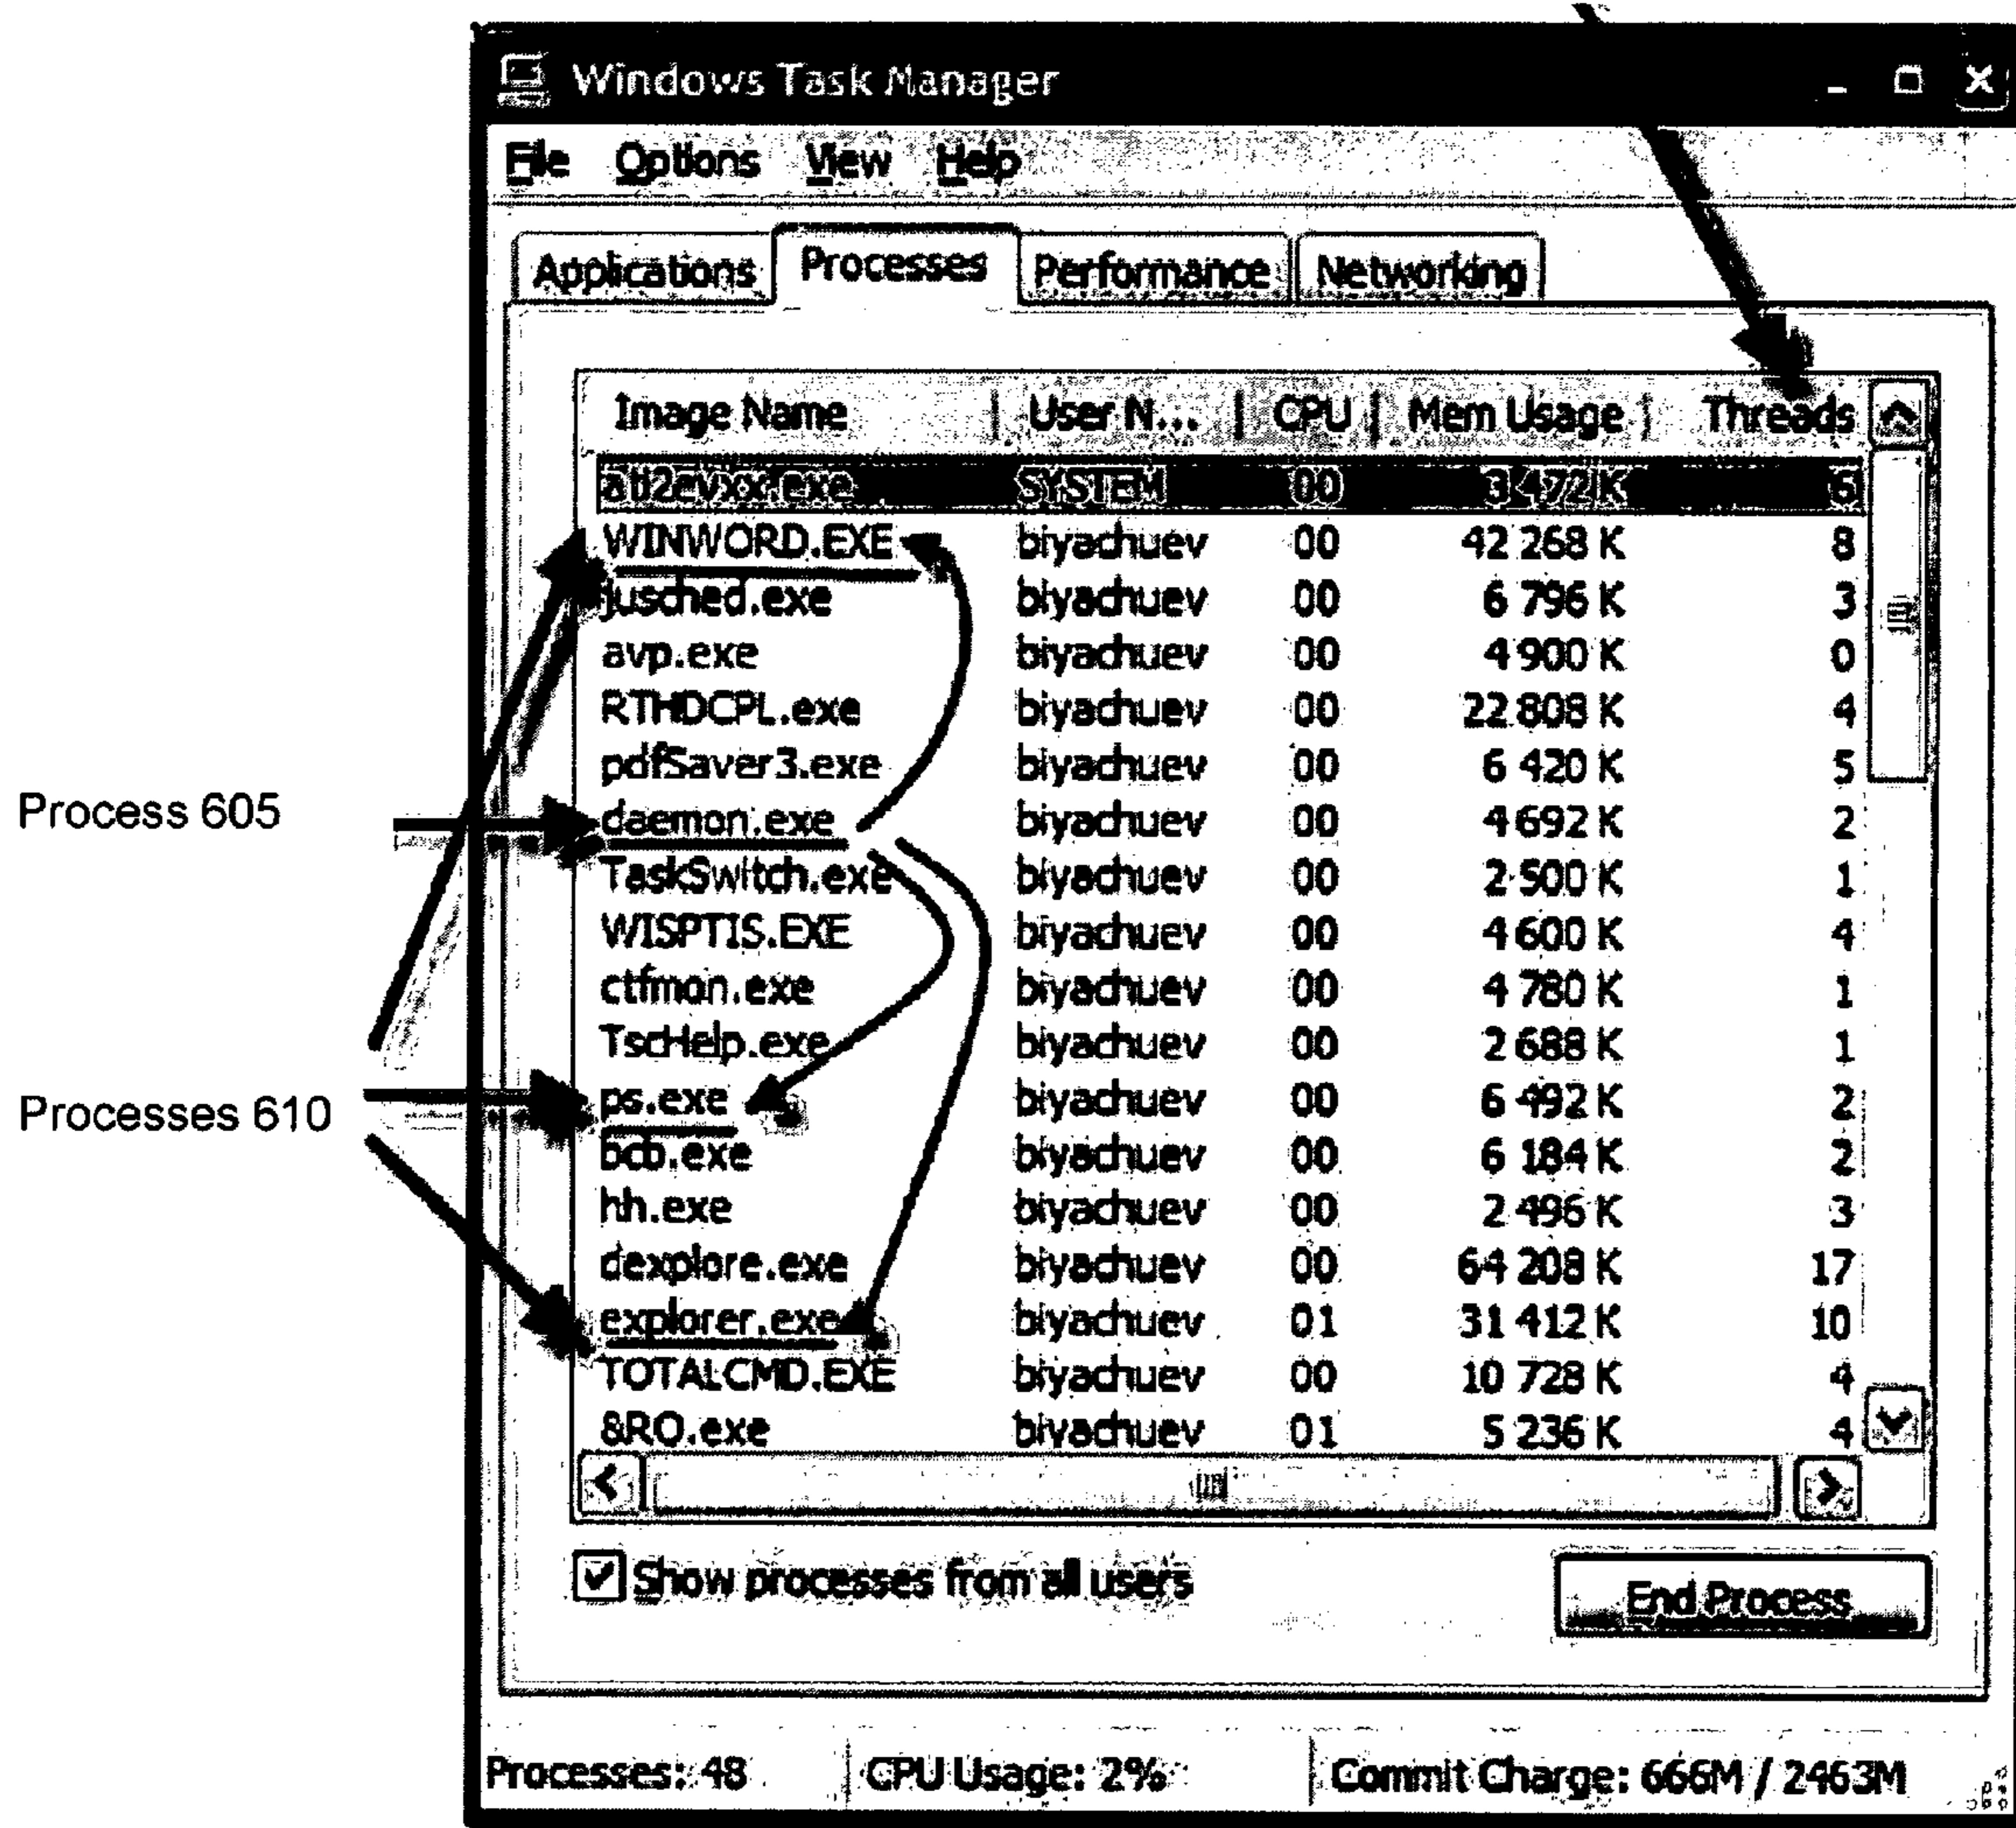 Windows Task Manager
File Options View Help
Applications Processes Performance Networking
Image Name User N... CPU Mem Usage Threads
ati2evxx.exe SYSTEM 00 3 472 K 6
WINWORD.EXE biyachuev 00 42 268 K 8
jusched.exe biyachuev 00 6 796 K 3
avp.exe biyachuev 00 4 900 K 0
RTHDCPL.exe biyachuev 00 22 808 K 4
pdfSaver3.exe biyachuev 00 6 420 K 5
Process 605 daemon.exe biyachuev 00 4 692 K 2
TaskSwitch.exe biyachuev 00 2 500 K 1
WISPTIS.EXE biyachuev 00 4 600 K 4
ctfmon.exe biyachuev 00 4 780 K 1
TscHelp.exe biyachuev 00 2 688 K 1
Processes 610 ps.exe biyachuev 00 6 492 K 2
bcb.exe biyachuev 00 6 184 K 2
hh.exe biyachuev 00 2 496 K 3
dexplore.exe biyachuev 00 64 208 K 17
explorer.exe biyachuev 01 31 412 K 10
TOTALCMD.EXE biyachuev 00 10 728 K 4
&RO.exe biyachuev 01 5 236 K 4
Show processes from all users End Process
Processes: 48 CPU Usage: 2% Commit Charge: 666M / 2463M